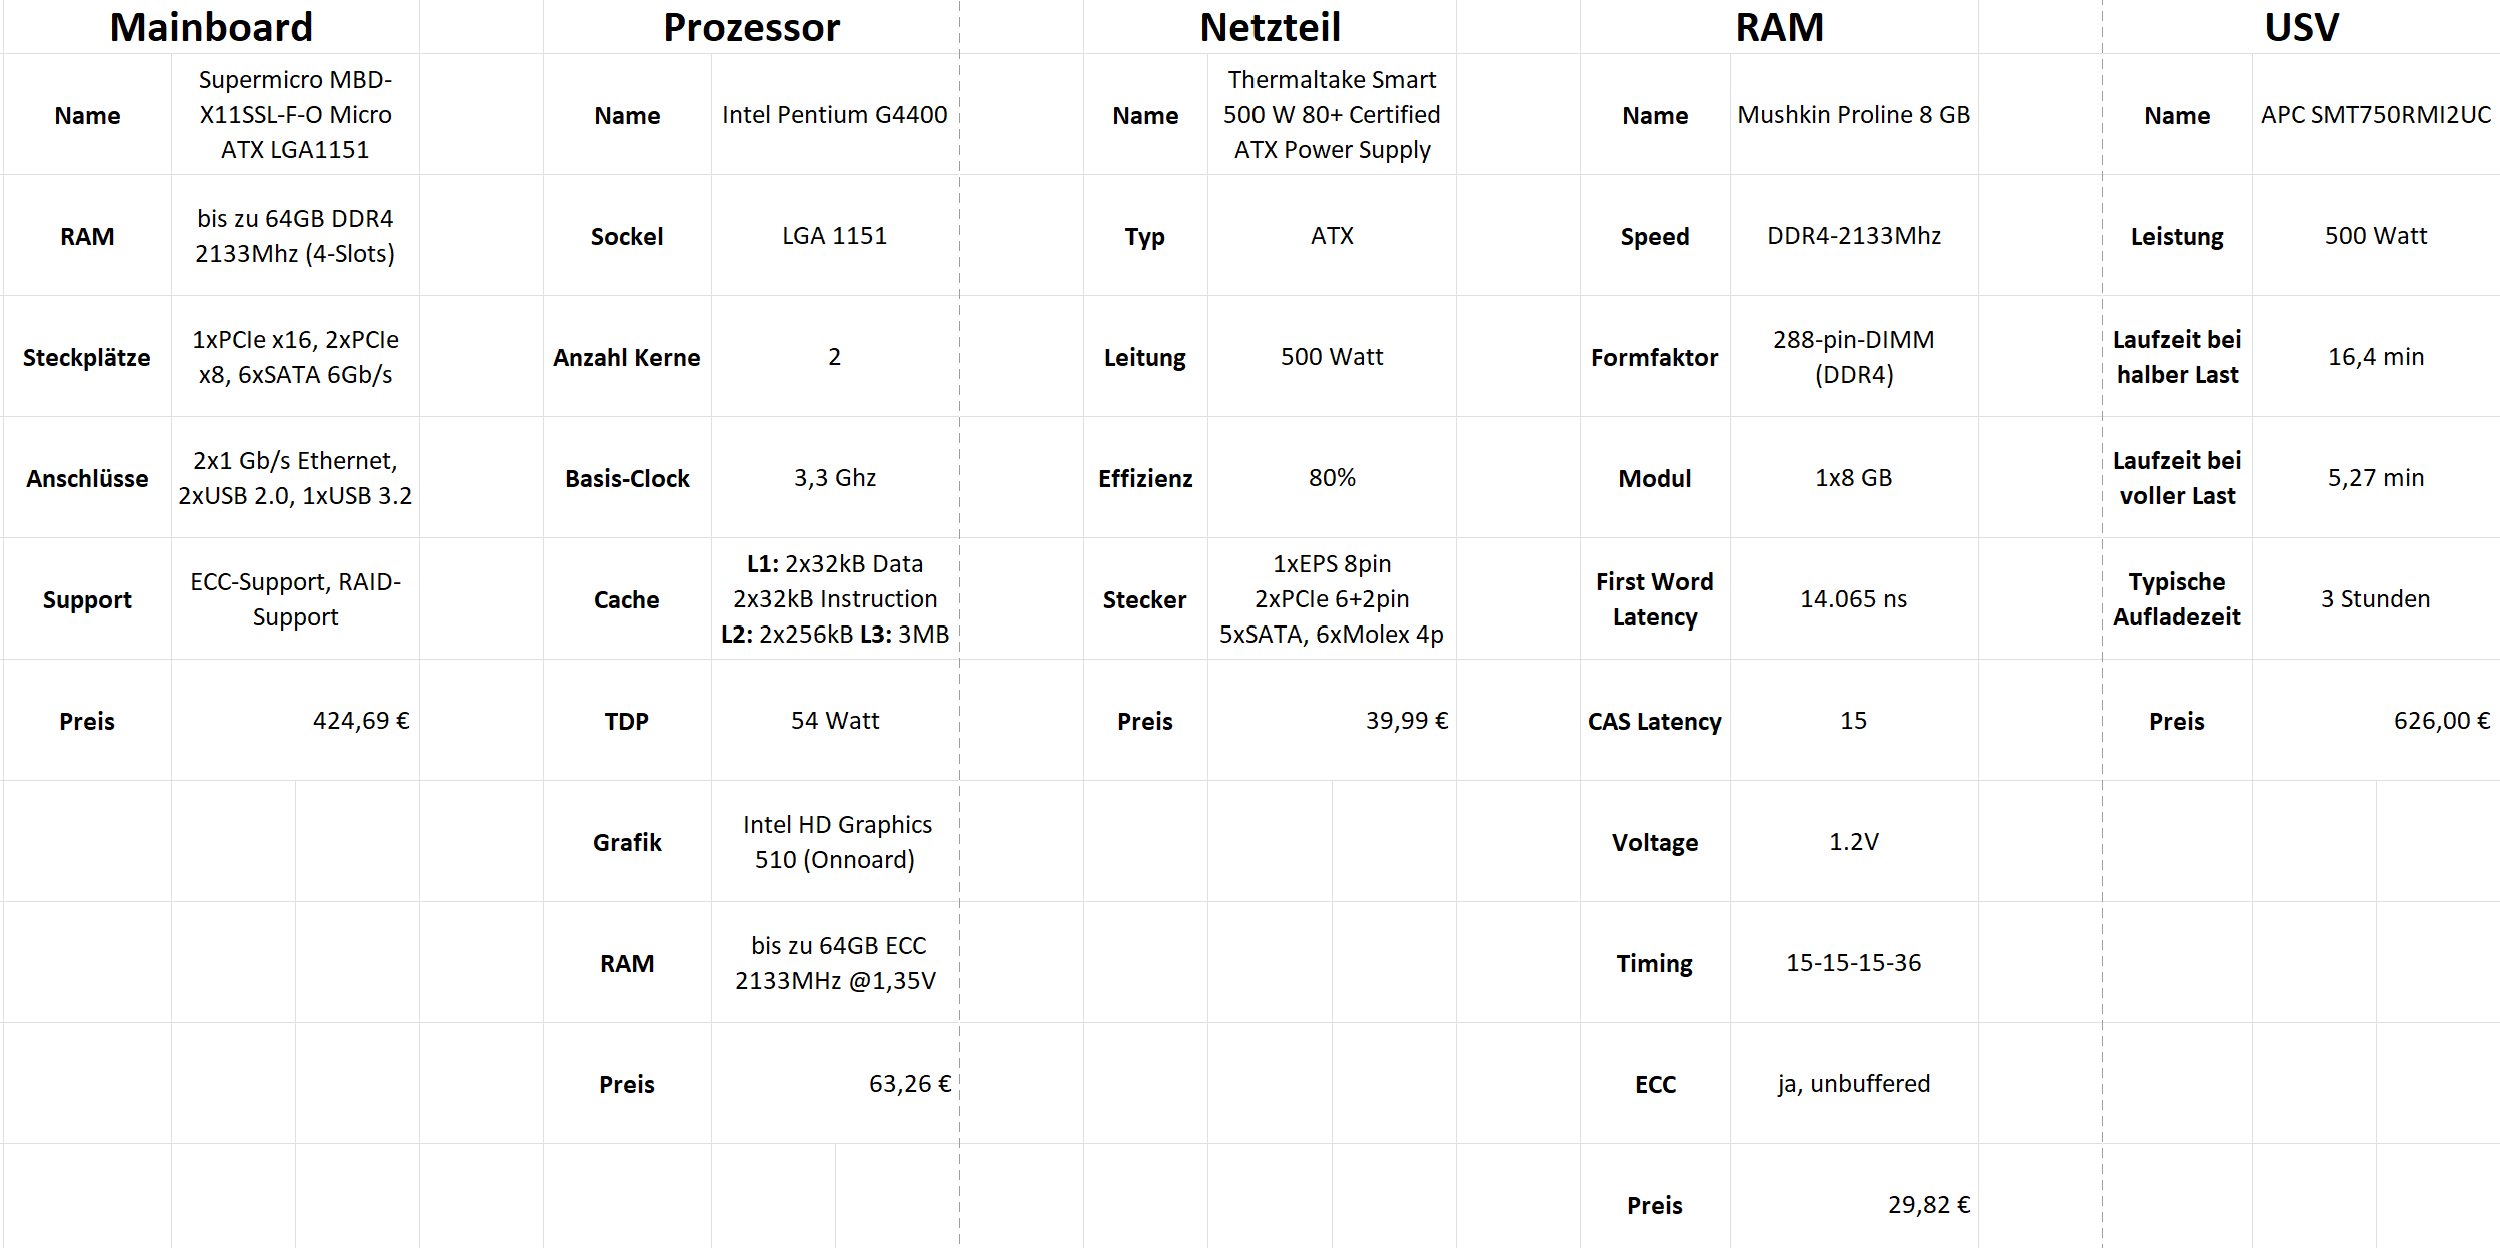 Mainboard
Name
Supermicro MBD-
X11SSL-F-O Micro
ATX LGA1151
RAM
bis zu 64GB DDR4
2133Mhz (4-Slots)
Steckplätze
1xPCIe x16, 2xPCIe
x8, 6xSATA 6Gb/s
Anschlüsse
2x1 Gb/s Ethernet,
2xUSB 2.0, 1xUSB 3.2
Support
ECC-Support, RAID-
Support
Preis
424,69 €
Prozessor
Name
Intel Pentium G4400
Sockel
LGA 1151
Anzahl Kerne
2
Basis-Clock
3,3 Ghz
Cache
L1: 2x32kB Data
2x32kB Instruction
L2: 2x256kB L3: 3MB
TDP
54 Watt
Grafik
Intel HD Graphics
510 (Onnoard)
RAM
bis zu 64GB ECC
2133MHz @1,35V
Preis
63,26 €
Netzteil
Name
Thermaltake Smart
500 W 80+ Certified
ATX Power Supply
Typ
ATX
Leitung
500 Watt
Effizienz
80%
Stecker
1xEPS 8pin
2xPCIe 6+2pin
5xSATA, 6xMolex 4p
Preis
39,99 €
RAM
Name
Mushkin Proline 8 GB
Speed
DDR4-2133Mhz
Formfaktor
288-pin-DIMM
(DDR4)
Modul
1x8 GB
First Word
Latency
14.065 ns
CAS Latency
15
Voltage
1.2V
Timing
15-15-15-36
ECC
ja, unbuffered
Preis
29,82 €
USV
Name
APC SMT750RMI2UC
Leistung
500 Watt
Laufzeit bei
halber Last
16,4 min
Laufzeit bei
voller Last
5,27 min
Typische
Aufladezeit
3 Stunden
Preis
626,00 €